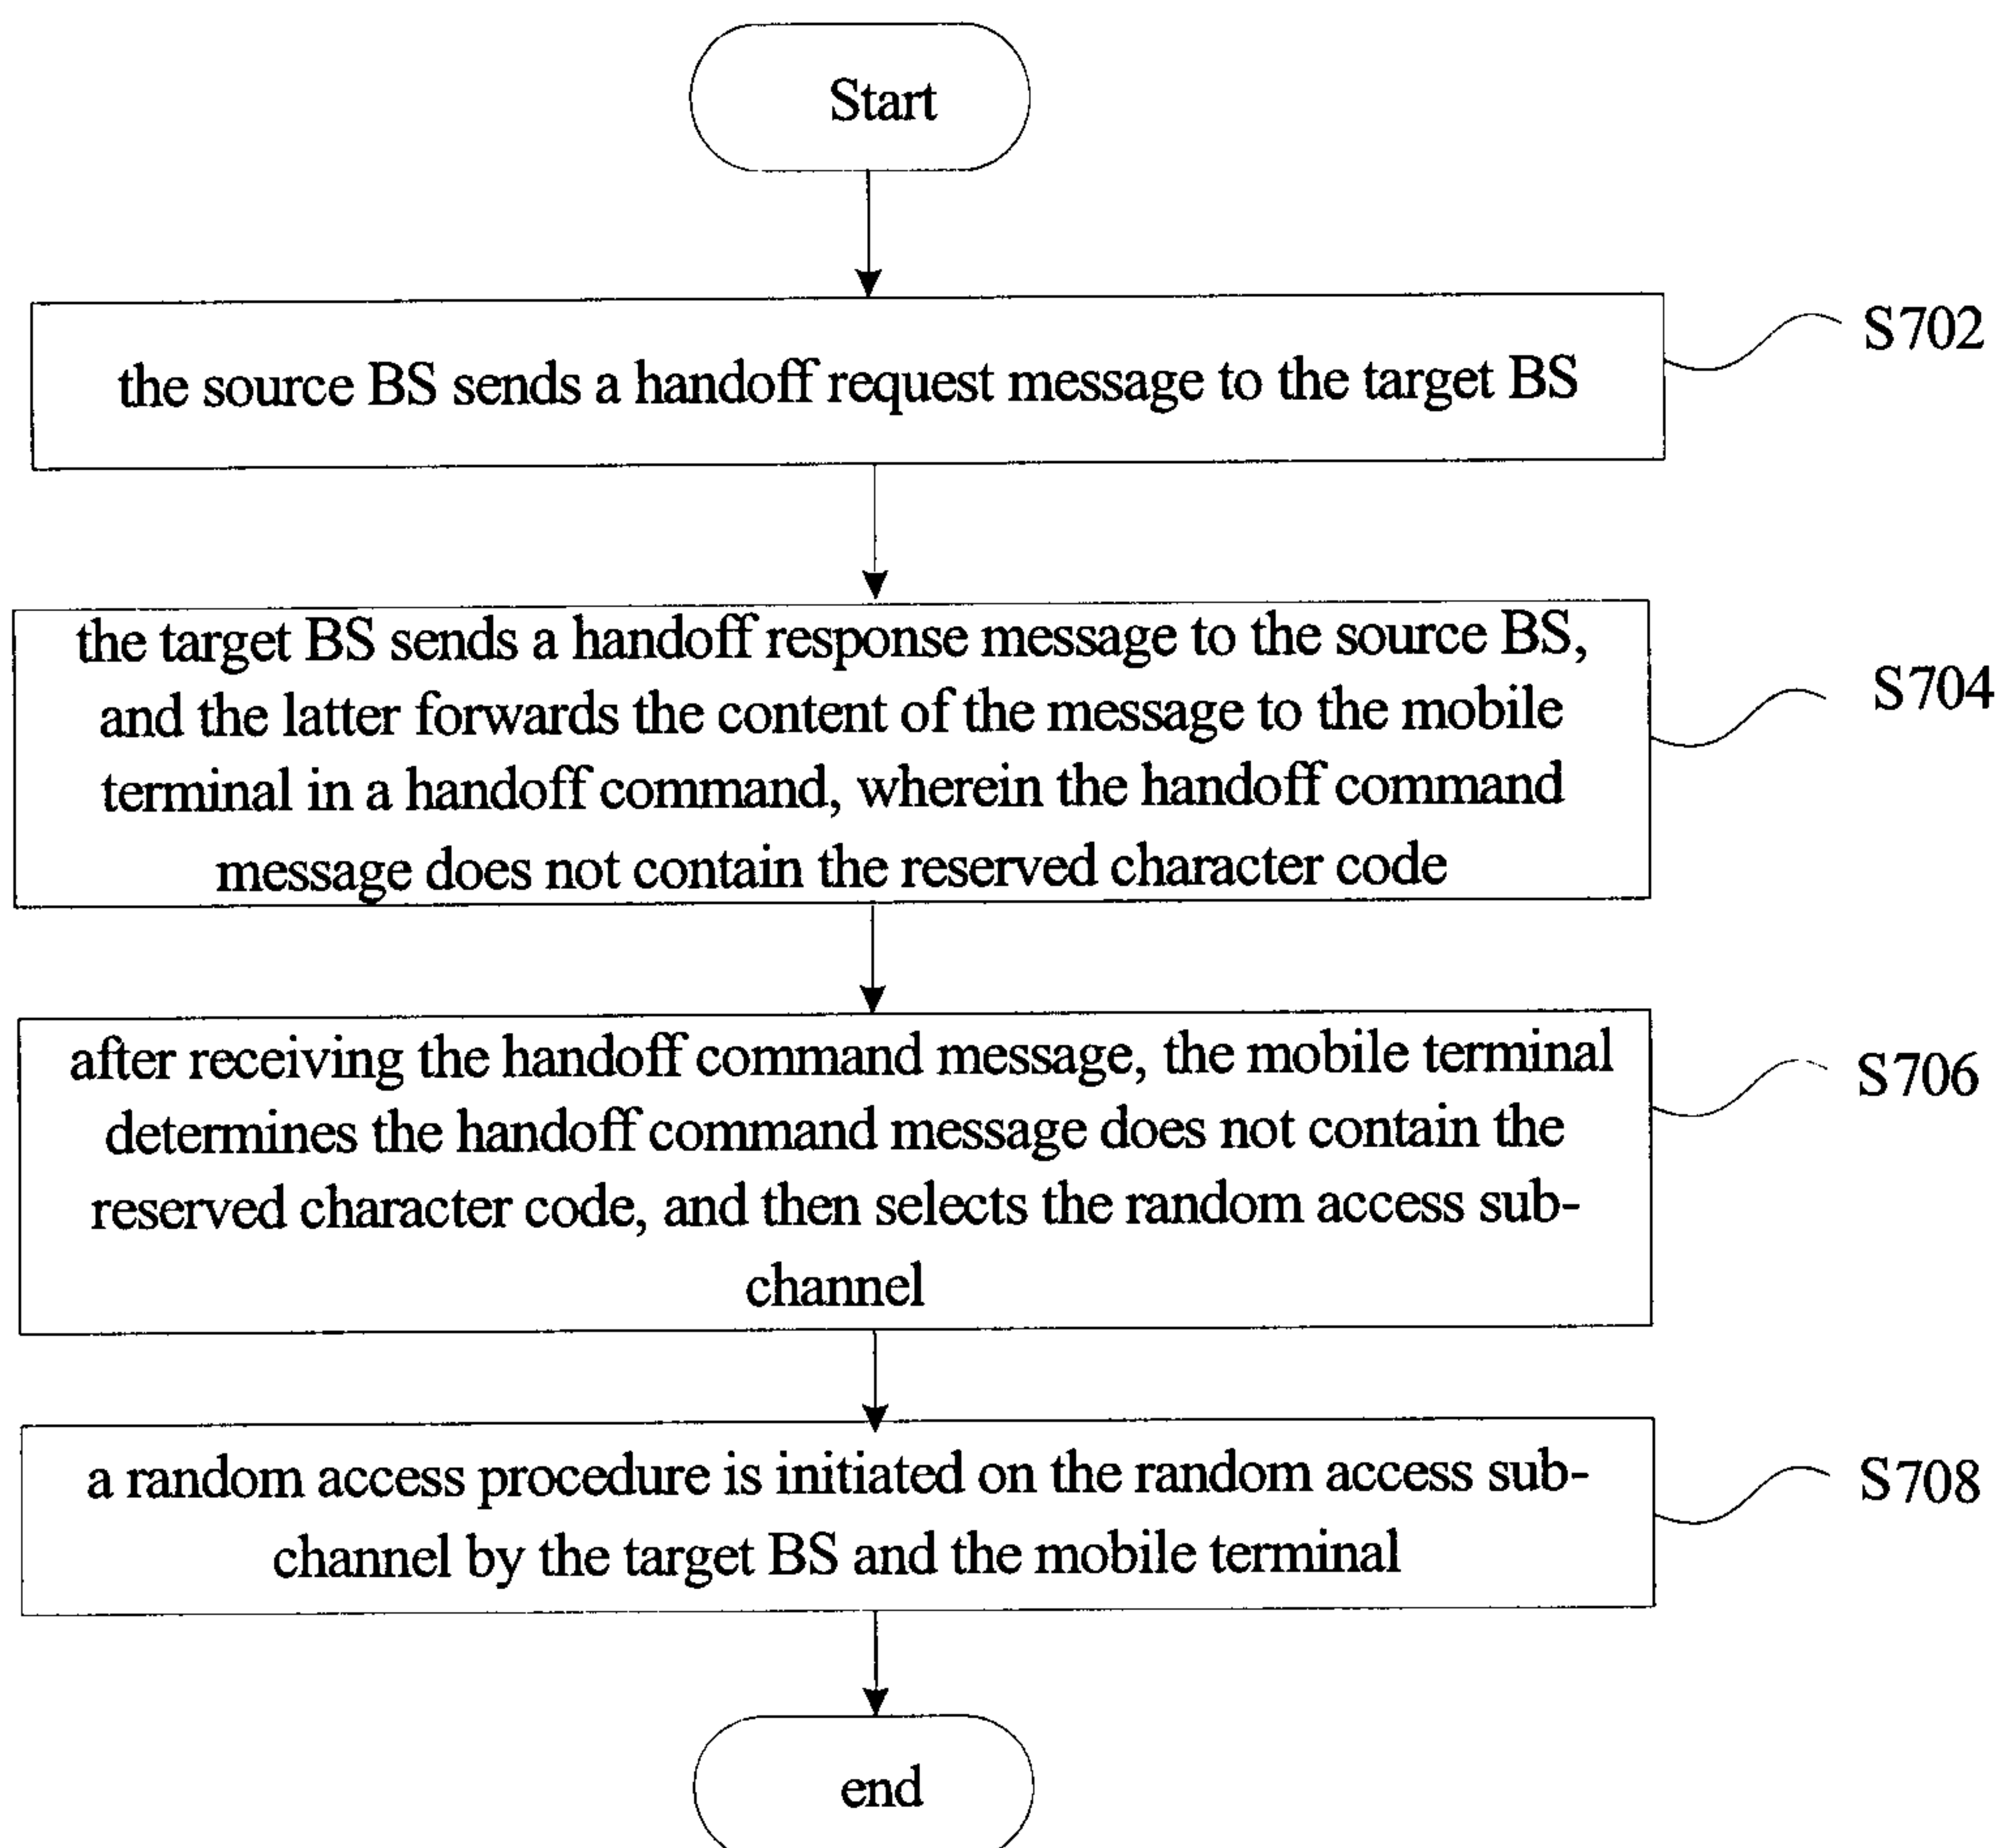 Start
the source BS sends a handoff request message to the target BS
S702
the target BS sends a handoff response message to the source BS,
and the latter forwards the content of the message to the mobile
terminal in a handoff command, wherein the handoff command
message does not contain the reserved character code
S704
after receiving the handoff command message, the mobile terminal
determines the handoff command message does not contain the
reserved character code, and then selects the random access sub-
channel
S706
a random access procedure is initiated on the random access sub-
channel by the target BS and the mobile terminal
S708
end